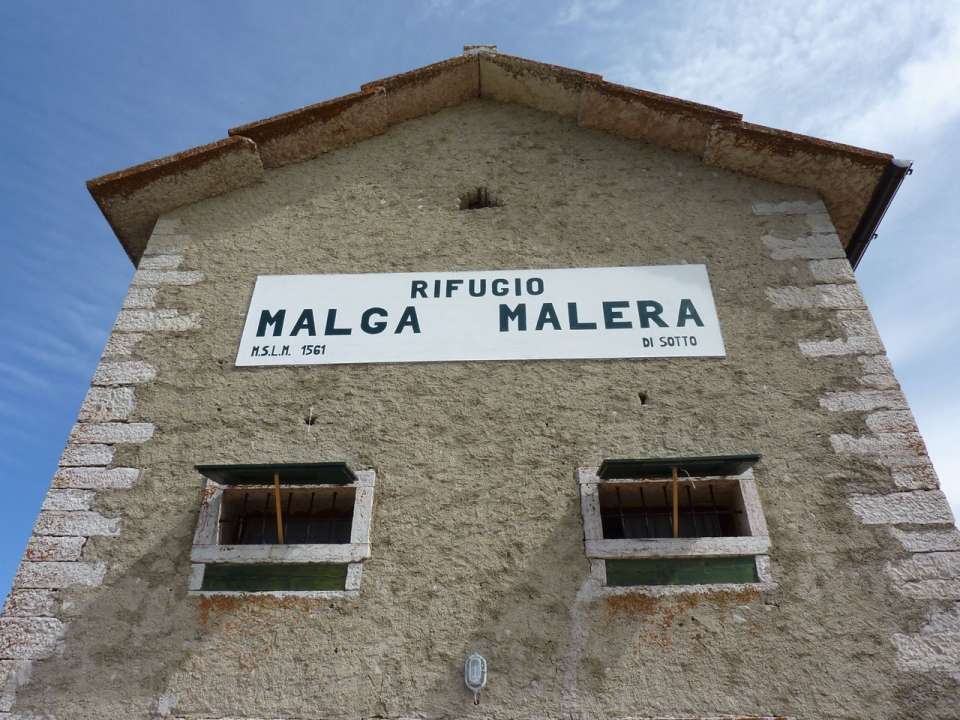 RIFUGIO
MALGA MALERA
M.S.L.M. 1561 DI SOTTO